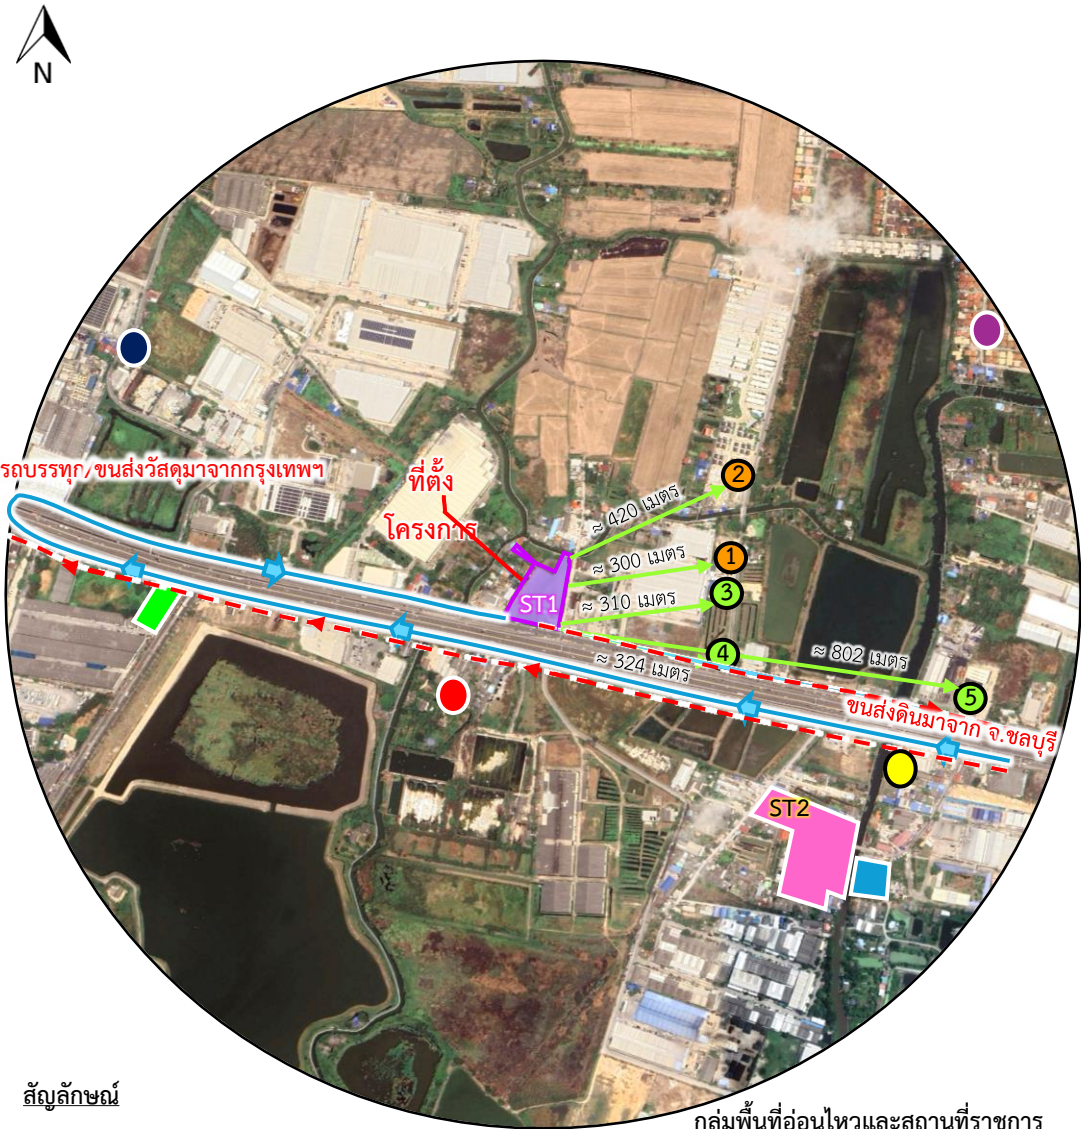 N
รถบรรทุก/ขนส่งวัสดุมาจากกรุงเทพฯ
ที่ตั้ง
โครงการ
2
≈ 420 เมตร
1
≈ 300 เมตร
3
≈ 310 เมตร
ST1
4
≈ 324 เมตร
≈ 802 เมตร
5
ขนส่งดินมาจาก จ.ชลบุรี
ST2
สัญลักษณ์
กลุ่มพื้นที่อ่อนไหวและสถานที่ราชการ